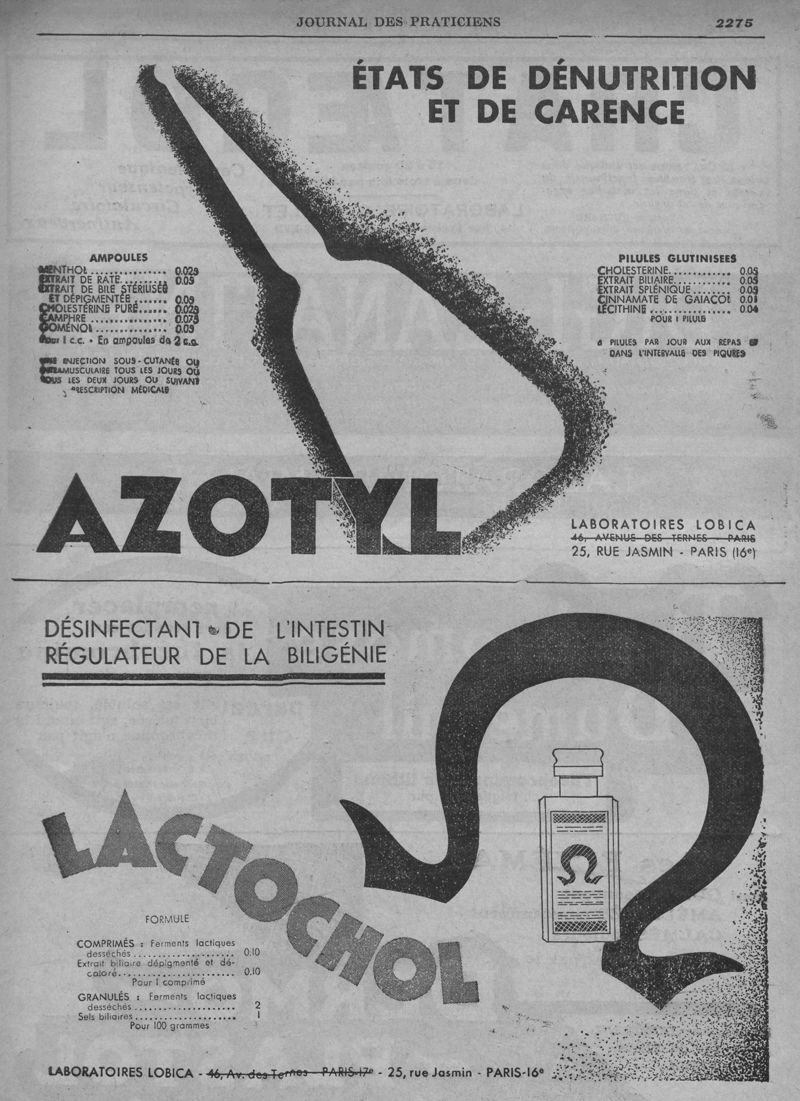 JOURNAL DES PRATICIENS
2275
ÉTATS DE DÉNUTRITION
ET DE CARENCE
AMPOULES
MENTHOL ............... 0.025
EXTRAIT DE RATE......... 0.05
EXTRAIT DE BILE STÉRILISÉE
ET DÉPIGMENTÉE ....... 0.05
CHOLESTÉRINE PURE...... 0.025
CAMPHRE ............... 0.075
GOMÉNOL .............. 0.05
Pour 1 c.c. - En ampoules de 2 c.c.
UNE INJECTION SOUS-CUTANÉE OU
INTRAMUSCULAIRE TOUS LES JOURS OU
TOUS LES DEUX JOURS OU SUIVANT
PRESCRIPTION MÉDICALE
PILULES GLUTINISEES
CHOLESTERINE............ 0.05
EXTRAIT BILIAIRE............ 0.05
EXTRAIT SPLÉNIQUE....... 0.05
CINNAMATE DE GAIACOL 0.01
LECITHINE................ 0.04
POUR 1 PILULE
6 PILULES PAR JOUR AUX REPAS
DANS L'INTERVALLE DES PIQURES
AZOTYL
LABORATOIRES LOBICA
46, AVENUE DES TERNES - PARIS
25, RUE JASMIN - PARIS (16e)
DÉSINFECTANT DE L'INTESTIN
RÉGULATEUR DE LA BILIGÉNIE
LACTOCHOL
FORMULE
COMPRIMÉS : Ferments lactiques
desséchés..................... 0.10
Extrait biliaire dépigmenté et dé-
coloré........................ 0.10
Pour 1 comprimé
GRANULÉS : Ferments lactiques
desséchés..................... 2
Sels biliaires..................... 1
Pour 100 grammes
LABORATOIRES LOBICA - 46, Av. des Ternes - PARIS-17e - 25, rue Jasmin - PARIS-16e